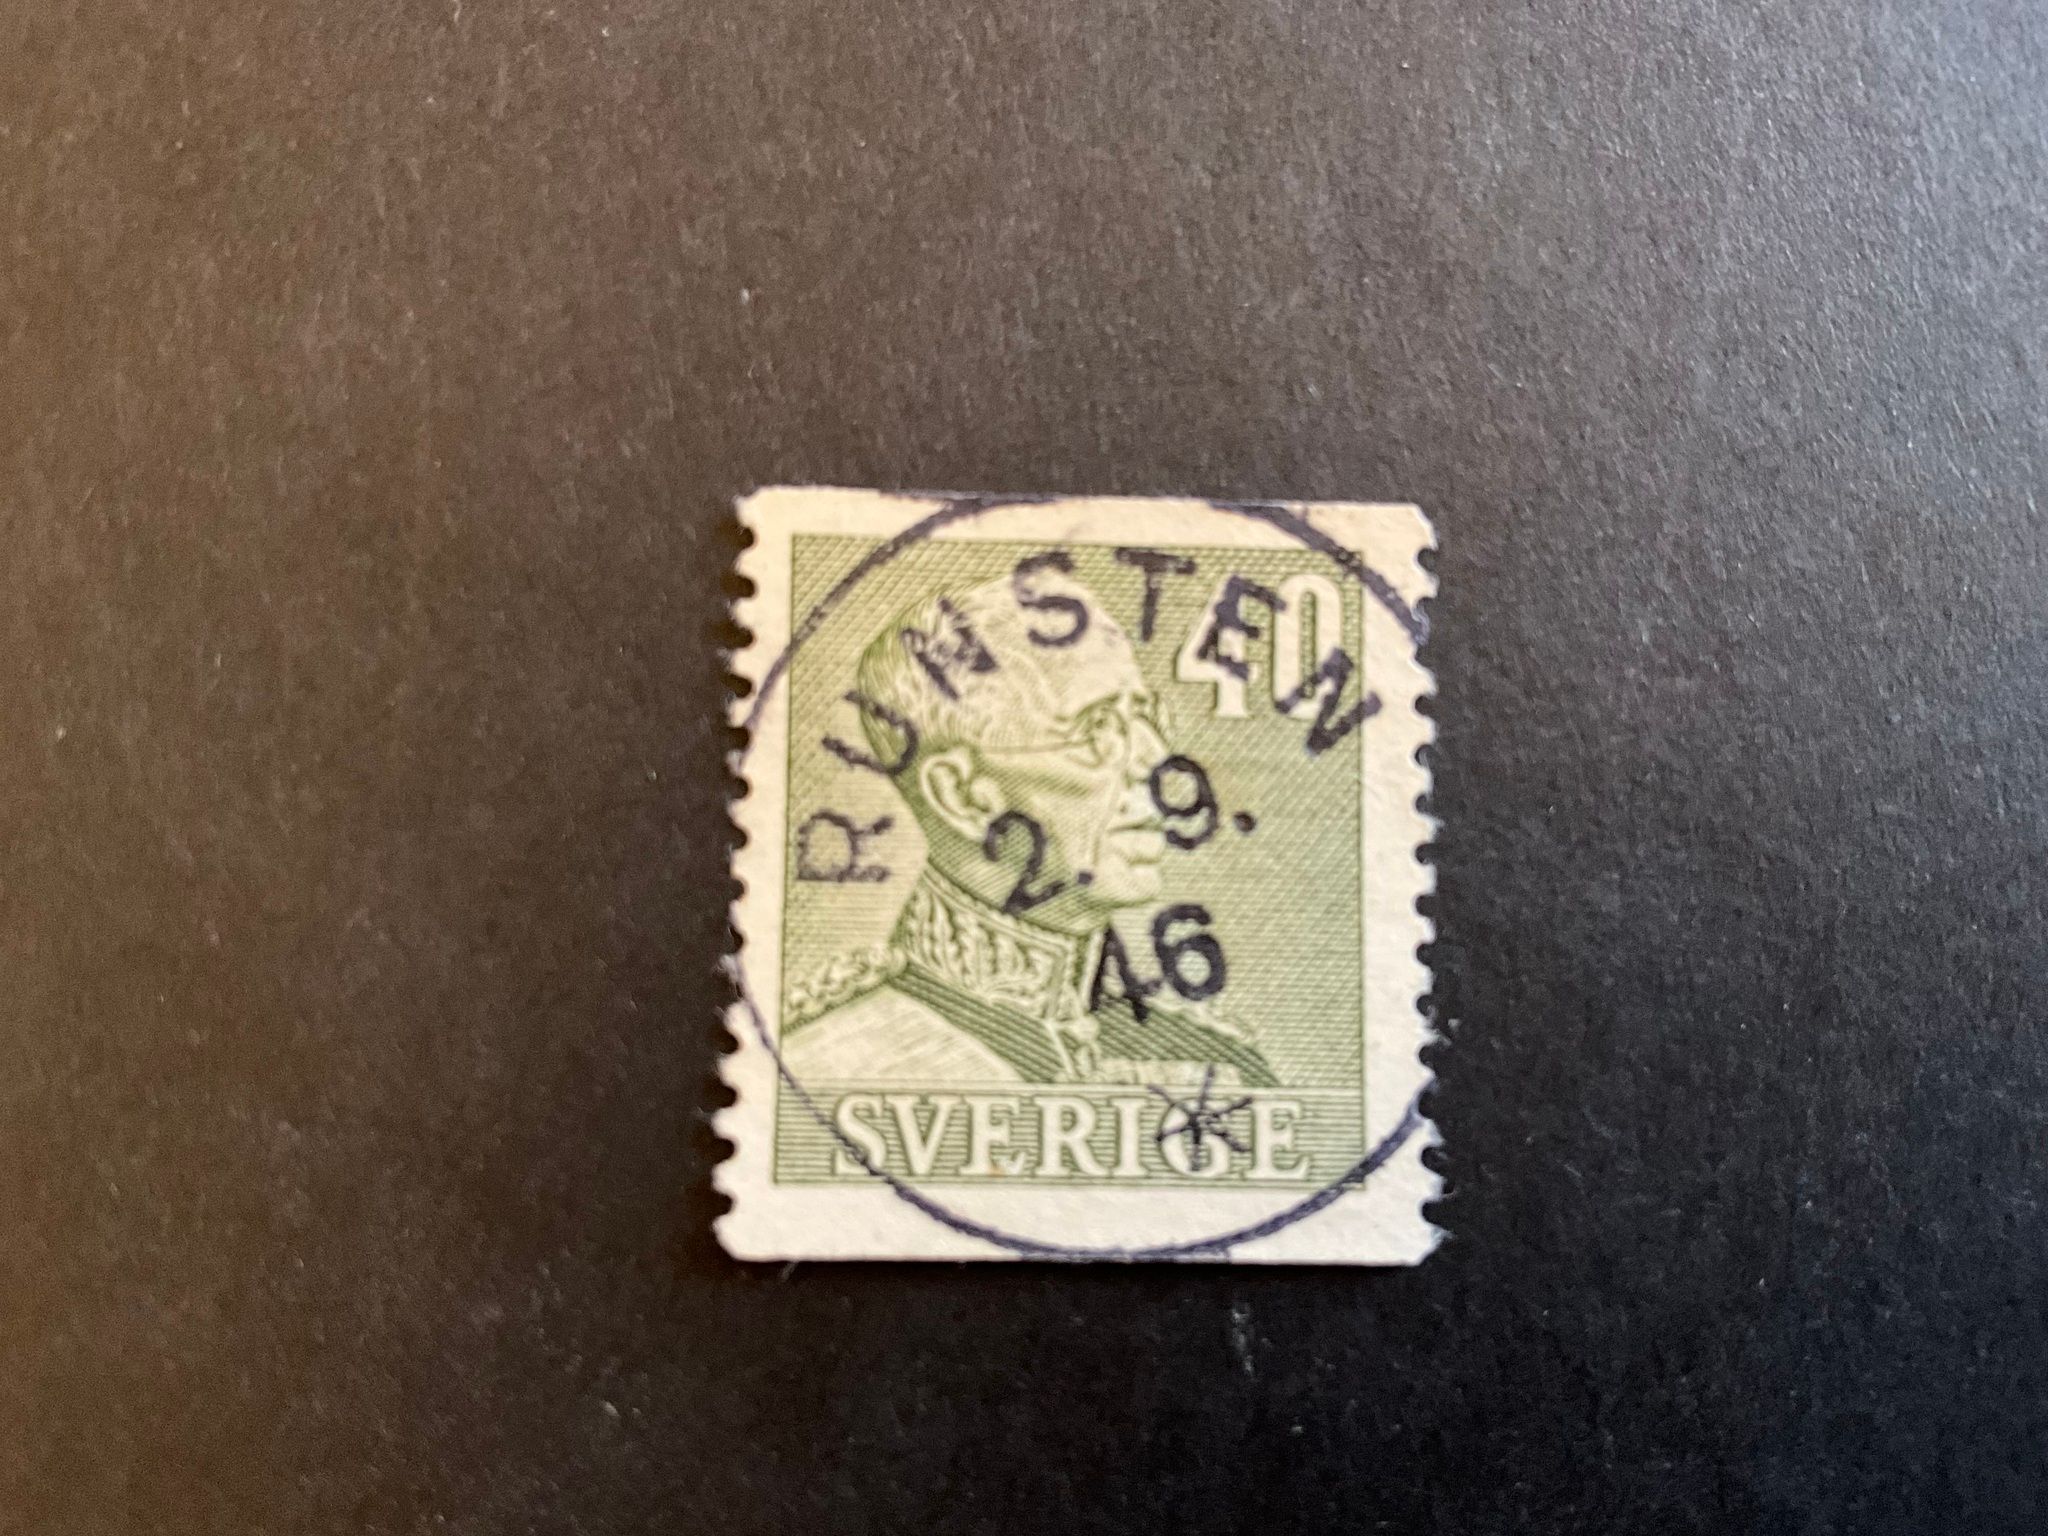 RUNSTEN
40
2. 9.
46
*
SVERIGE